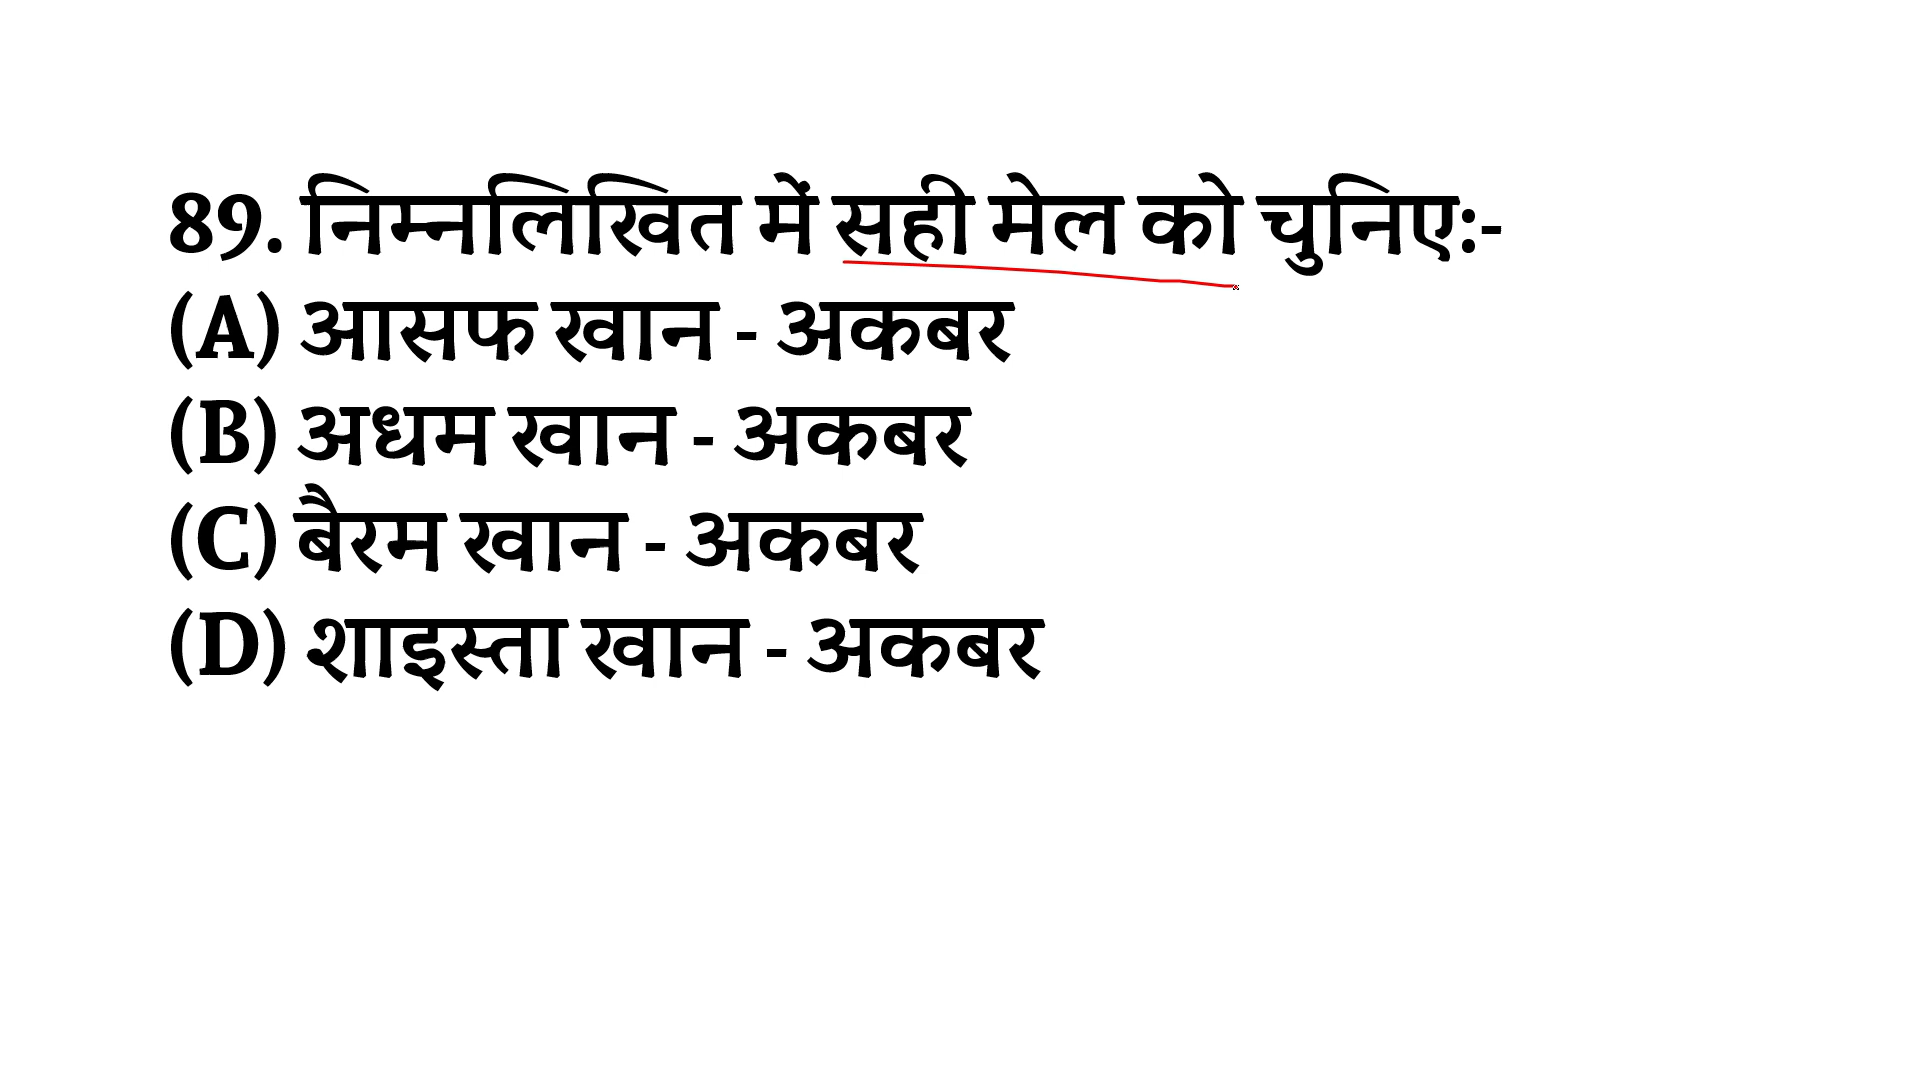 89. निम्नलिखित में सही मेल को चुनिए:-
(A) आसफ खान - अकबर
(B) अधम खान - अकबर
(C) बैरम खान - अकबर
(D) शाइस्ता खान - अकबर